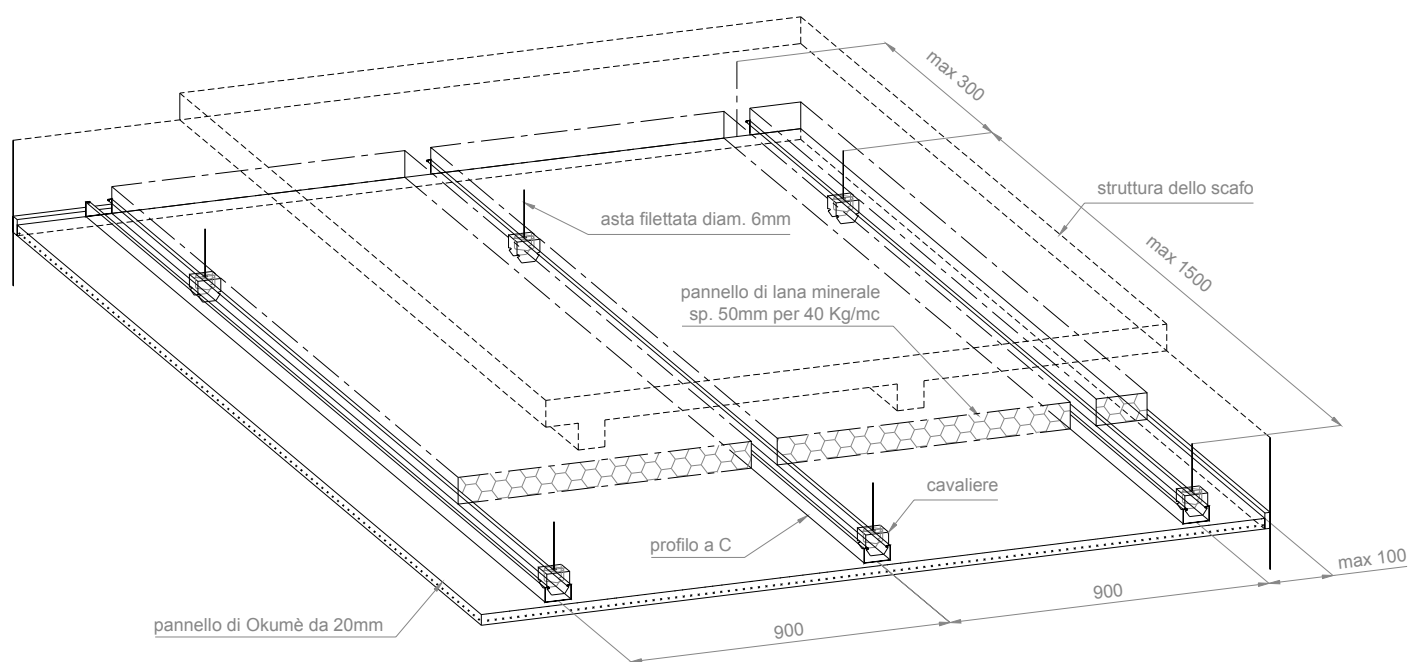 max 300
struttura dello scafo
asta filettata diam. 6mm
max 1500
pannello di lana minerale
sp. 50mm per 40 Kg/mc
cavaliere
profilo a C
max 100
900
900
pannello di Okumè da 20mm